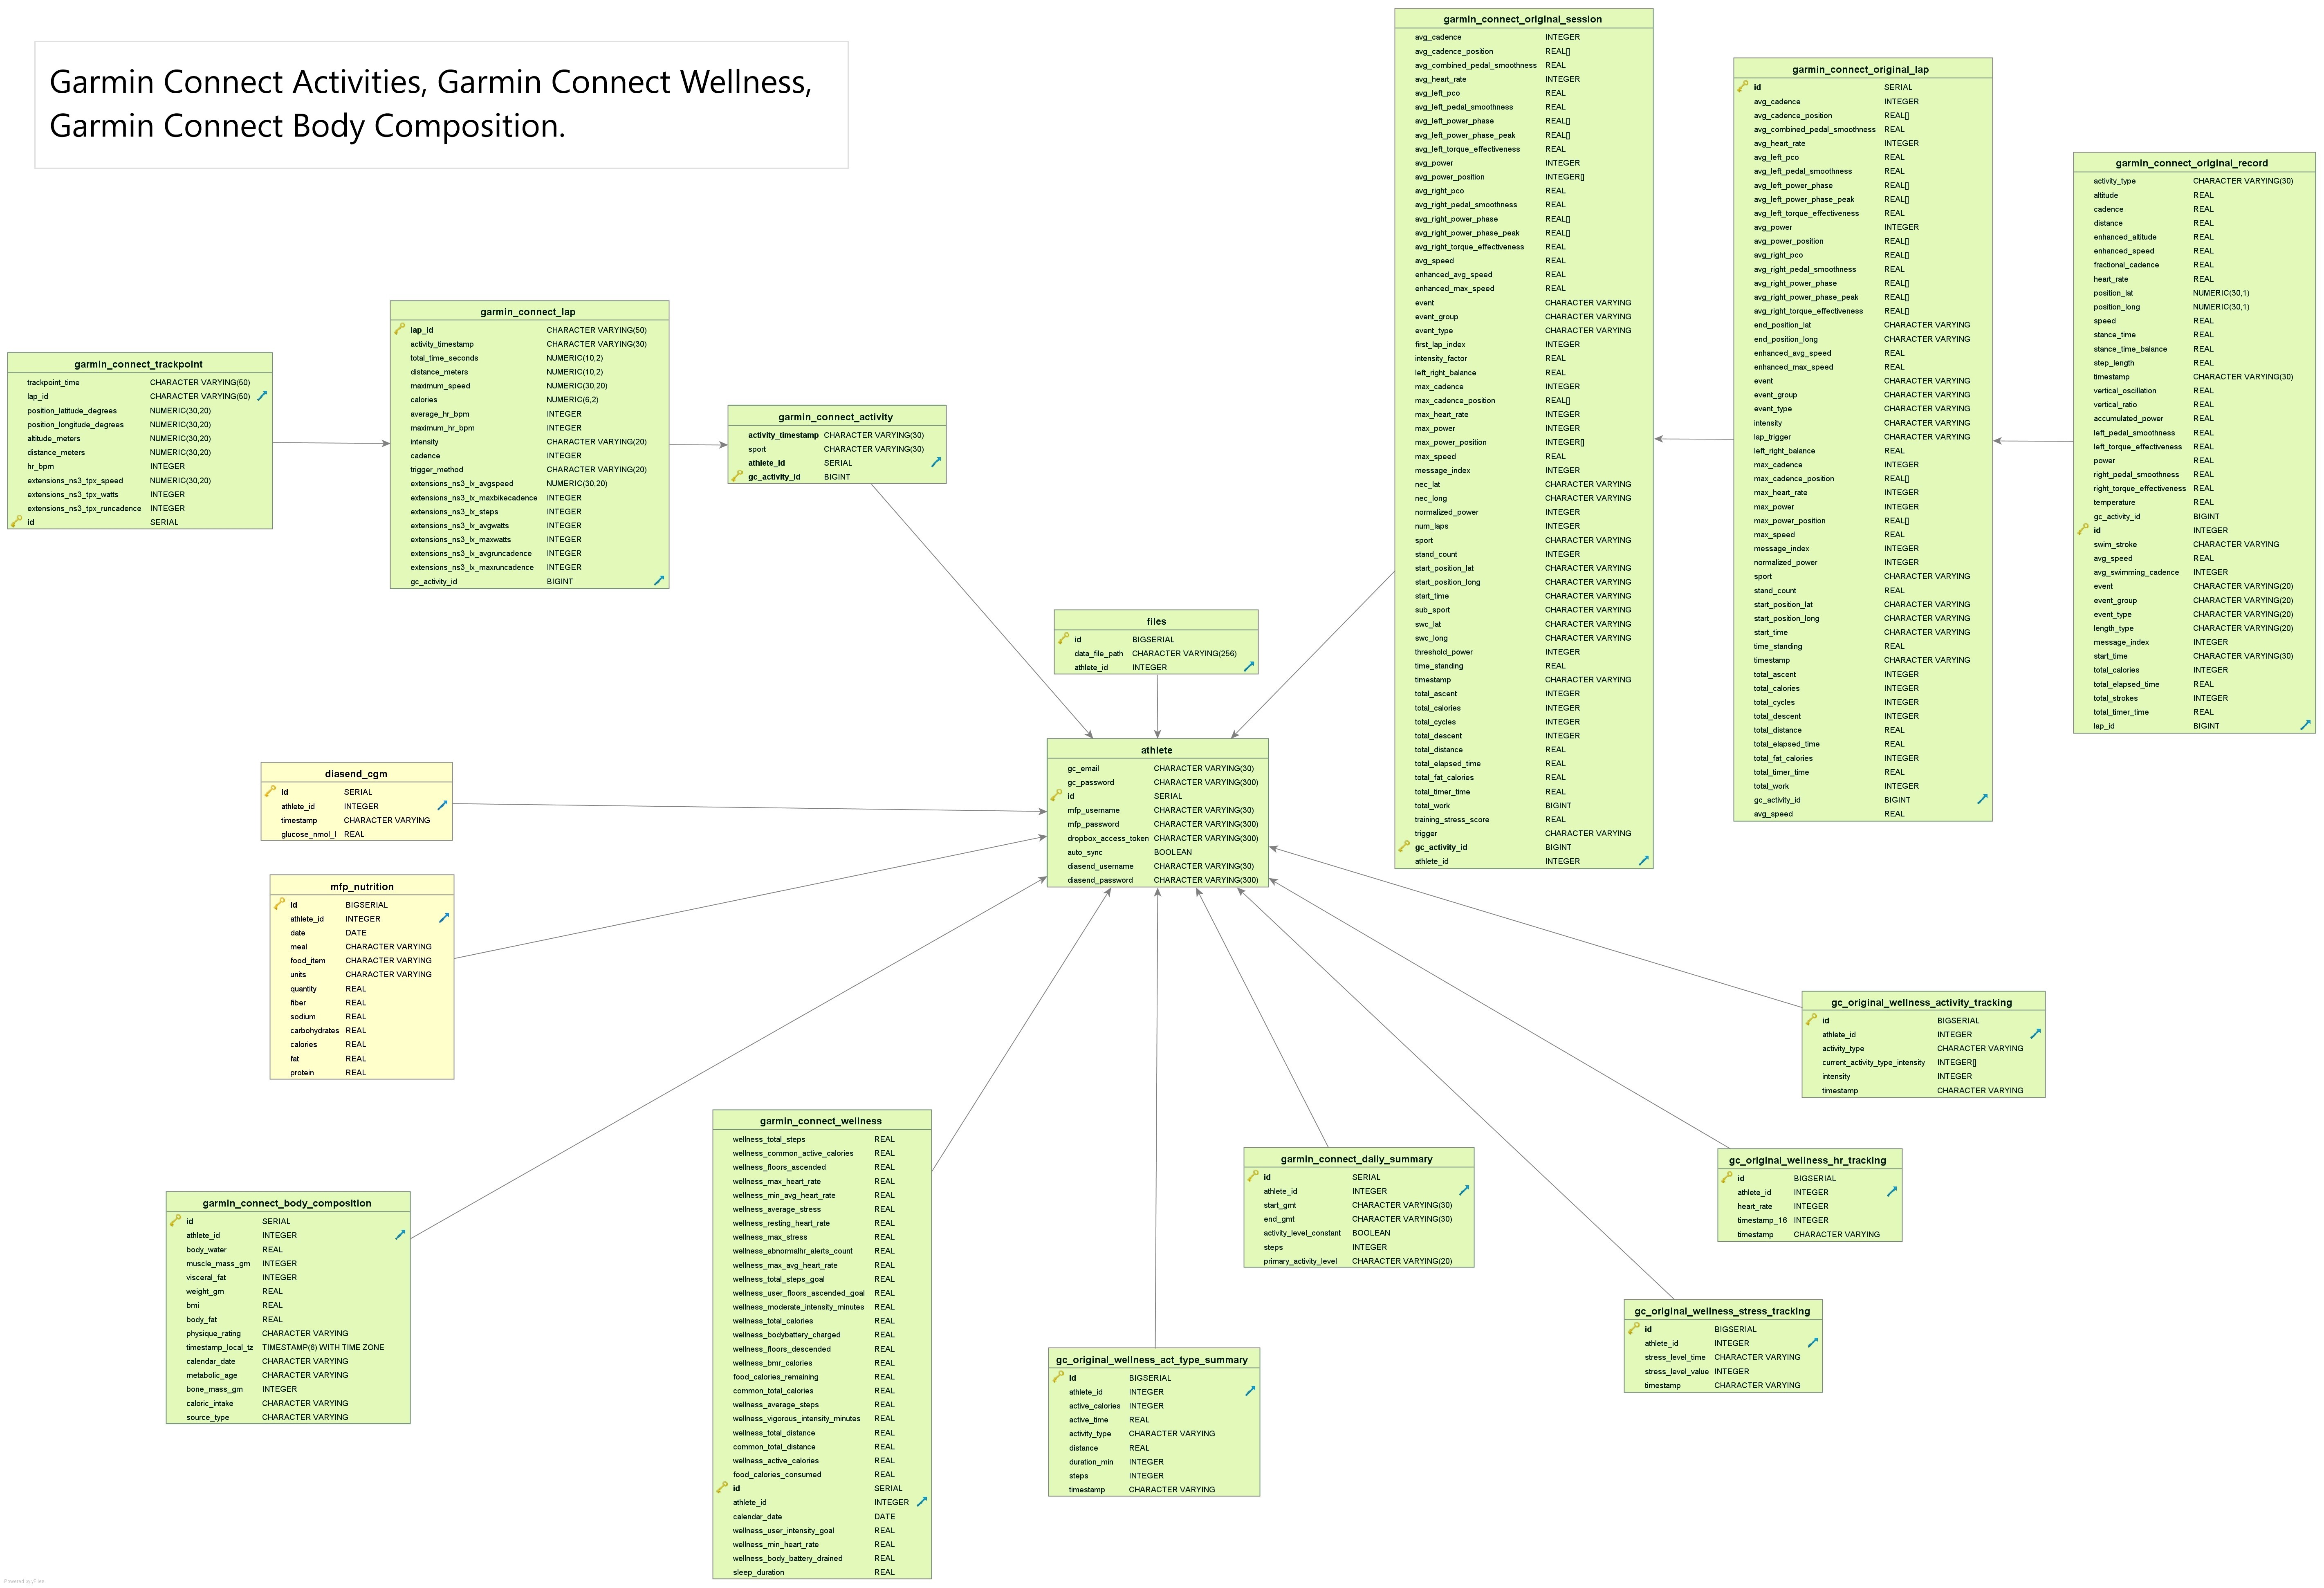 Garmin Connect Activities, Garmin Connect Wellness,
Garmin Connect Body Composition.
garmin_connect_trackpoint
trackpoint_time CHARACTER VARYING(50)
lap_id CHARACTER VARYING(50)
position_latitude_degrees NUMERIC(30,20)
position_longitude_degrees NUMERIC(30,20)
altitude_meters NUMERIC(30,20)
distance_meters NUMERIC(30,20)
hr_bpm INTEGER
extensions_ns3_tpx_speed NUMERIC(30,20)
extensions_ns3_tpx_watts INTEGER
extensions_ns3_tpx_runcadence INTEGER
id SERIAL
garmin_connect_lap
lap_id CHARACTER VARYING(50)
activity_timestamp CHARACTER VARYING(30)
total_time_seconds NUMERIC(10,2)
distance_meters NUMERIC(10,2)
maximum_speed NUMERIC(30,20)
calories NUMERIC(6,2)
average_hr_bpm INTEGER
maximum_hr_bpm INTEGER
intensity CHARACTER VARYING(20)
cadence INTEGER
trigger_method CHARACTER VARYING(20)
extensions_ns3_lx_avgspeed NUMERIC(30,20)
extensions_ns3_lx_maxbikecadence INTEGER
extensions_ns3_lx_steps INTEGER
extensions_ns3_lx_avgwatts INTEGER
extensions_ns3_lx_maxwatts INTEGER
extensions_ns3_lx_avgruncadence INTEGER
extensions_ns3_lx_maxruncadence INTEGER
gc_activity_id BIGINT
garmin_connect_activity
activity_timestamp CHARACTER VARYING(30)
sport CHARACTER VARYING(30)
athlete_id SERIAL
gc_activity_id BIGINT
files
id BIGSERIAL
data_file_path CHARACTER VARYING(256)
athlete_id INTEGER
athlete
gc_email CHARACTER VARYING(30)
gc_password CHARACTER VARYING(300)
id SERIAL
mfp_username CHARACTER VARYING(30)
mfp_password CHARACTER VARYING(300)
dropbox_access_token CHARACTER VARYING(300)
auto_sync BOOLEAN
diasend_username CHARACTER VARYING(30)
diasend_password CHARACTER VARYING(300)
garmin_connect_original_session
avg_cadence INTEGER
avg_cadence_position REAL[]
avg_combined_pedal_smoothness REAL
avg_heart_rate INTEGER
avg_left_pco REAL
avg_left_pedal_smoothness REAL
avg_left_power_phase REAL[]
avg_left_power_phase_peak REAL[]
avg_left_torque_effectiveness REAL
avg_power INTEGER
avg_power_position INTEGER[]
avg_right_pco REAL
avg_right_pedal_smoothness REAL
avg_right_power_phase REAL[]
avg_right_power_phase_peak REAL[]
avg_right_torque_effectiveness REAL
avg_speed REAL
enhanced_avg_speed REAL
enhanced_max_speed REAL
event CHARACTER VARYING
event_group CHARACTER VARYING
event_type CHARACTER VARYING
first_lap_index INTEGER
intensity_factor REAL
left_right_balance REAL
max_cadence INTEGER
max_cadence_position REAL[]
max_heart_rate INTEGER
max_power INTEGER
max_power_position INTEGER[]
max_speed REAL
message_index INTEGER
nec_lat CHARACTER VARYING
nec_long CHARACTER VARYING
normalized_power INTEGER
num_laps INTEGER
sport CHARACTER VARYING
stand_count INTEGER
start_position_lat CHARACTER VARYING
start_position_long CHARACTER VARYING
start_time CHARACTER VARYING
sub_sport CHARACTER VARYING
swc_lat CHARACTER VARYING
swc_long CHARACTER VARYING
threshold_power INTEGER
time_standing REAL
timestamp CHARACTER VARYING
total_ascent INTEGER
total_calories INTEGER
total_cycles INTEGER
total_descent INTEGER
total_distance REAL
total_elapsed_time REAL
total_fat_calories REAL
total_timer_time REAL
total_work BIGINT
training_stress_score REAL
trigger CHARACTER VARYING
gc_activity_id BIGINT
athlete_id INTEGER
garmin_connect_original_lap
id SERIAL
avg_cadence INTEGER
avg_cadence_position REAL[]
avg_combined_pedal_smoothness REAL
avg_heart_rate INTEGER
avg_left_pco REAL
avg_left_pedal_smoothness REAL
avg_left_power_phase REAL[]
avg_left_power_phase_peak REAL[]
avg_left_torque_effectiveness REAL
avg_power INTEGER
avg_power_position REAL[]
avg_right_pco REAL[]
avg_right_pedal_smoothness REAL
avg_right_power_phase REAL[]
avg_right_power_phase_peak REAL[]
avg_right_torque_effectiveness REAL[]
end_position_lat CHARACTER VARYING
end_position_long CHARACTER VARYING
enhanced_avg_speed REAL
enhanced_max_speed REAL
event CHARACTER VARYING
event_group CHARACTER VARYING
event_type CHARACTER VARYING
intensity CHARACTER VARYING
lap_trigger CHARACTER VARYING
left_right_balance REAL
max_cadence INTEGER
max_cadence_position REAL[]
max_heart_rate INTEGER
max_power INTEGER
max_power_position REAL[]
max_speed REAL
message_index INTEGER
normalized_power INTEGER
sport CHARACTER VARYING
stand_count REAL
start_position_lat CHARACTER VARYING
start_position_long CHARACTER VARYING
start_time CHARACTER VARYING
time_standing REAL
timestamp CHARACTER VARYING
total_ascent INTEGER
total_calories INTEGER
total_cycles INTEGER
total_descent INTEGER
total_distance REAL
total_elapsed_time REAL
total_fat_calories INTEGER
total_timer_time REAL
total_work INTEGER
gc_activity_id BIGINT
avg_speed REAL
garmin_connect_original_record
activity_type CHARACTER VARYING(30)
altitude REAL
cadence REAL
distance REAL
enhanced_altitude REAL
enhanced_speed REAL
fractional_cadence REAL
heart_rate REAL
position_lat NUMERIC(30,1)
position_long NUMERIC(30,1)
speed REAL
stance_time REAL
stance_time_balance REAL
step_length REAL
timestamp CHARACTER VARYING(30)
vertical_oscillation REAL
vertical_ratio REAL
accumulated_power REAL
left_pedal_smoothness REAL
left_torque_effectiveness REAL
power REAL
right_pedal_smoothness REAL
right_torque_effectiveness REAL
temperature REAL
gc_activity_id BIGINT
id INTEGER
swim_stroke CHARACTER VARYING
avg_speed REAL
avg_swimming_cadence INTEGER
event CHARACTER VARYING(20)
event_group CHARACTER VARYING(20)
event_type CHARACTER VARYING(20)
length_type CHARACTER VARYING(20)
message_index INTEGER
start_time CHARACTER VARYING(30)
total_calories INTEGER
total_elapsed_time REAL
total_strokes INTEGER
total_timer_time REAL
lap_id BIGINT
diasend_cgm
id SERIAL
athlete_id INTEGER
timestamp CHARACTER VARYING
glucose_nmol_l REAL
mfp_nutrition
id BIGSERIAL
athlete_id INTEGER
date DATE
meal CHARACTER VARYING
food_item CHARACTER VARYING
units CHARACTER VARYING
quantity REAL
fiber REAL
sodium REAL
carbohydrates REAL
calories REAL
fat REAL
protein REAL
garmin_connect_body_composition
id SERIAL
athlete_id INTEGER
body_water REAL
muscle_mass_gm INTEGER
visceral_fat INTEGER
weight_gm REAL
bmi REAL
body_fat REAL
physique_rating CHARACTER VARYING
timestamp_local_tz TIMESTAMP(6) WITH TIME ZONE
calendar_date CHARACTER VARYING
metabolic_age CHARACTER VARYING
bone_mass_gm INTEGER
caloric_intake CHARACTER VARYING
source_type CHARACTER VARYING
garmin_connect_wellness
wellness_total_steps REAL
wellness_common_active_calories REAL
wellness_floors_ascended REAL
wellness_max_heart_rate REAL
wellness_min_avg_heart_rate REAL
wellness_average_stress REAL
wellness_resting_heart_rate REAL
wellness_max_stress REAL
wellness_abnormalhr_alerts_count REAL
wellness_max_avg_heart_rate REAL
wellness_total_steps_goal REAL
wellness_user_floors_ascended_goal REAL
wellness_moderate_intensity_minutes REAL
wellness_total_calories REAL
wellness_bodybattery_charged REAL
wellness_floors_descended REAL
wellness_bmr_calories REAL
food_calories_remaining REAL
common_total_calories REAL
wellness_average_steps REAL
wellness_vigorous_intensity_minutes REAL
wellness_total_distance REAL
common_total_distance REAL
wellness_active_calories REAL
food_calories_consumed REAL
id SERIAL
athlete_id INTEGER
calendar_date DATE
wellness_user_intensity_goal REAL
wellness_min_heart_rate REAL
wellness_body_battery_drained REAL
sleep_duration REAL
gc_original_wellness_act_type_summary
id BIGSERIAL
athlete_id INTEGER
active_calories INTEGER
active_time REAL
activity_type CHARACTER VARYING
distance REAL
duration_min INTEGER
steps INTEGER
timestamp CHARACTER VARYING
garmin_connect_daily_summary
id SERIAL
athlete_id INTEGER
start_gmt CHARACTER VARYING(30)
end_gmt CHARACTER VARYING(30)
activity_level_constant BOOLEAN
steps INTEGER
primary_activity_level CHARACTER VARYING(20)
gc_original_wellness_stress_tracking
id BIGSERIAL
athlete_id INTEGER
stress_level_time CHARACTER VARYING
stress_level_value INTEGER
timestamp CHARACTER VARYING
gc_original_wellness_hr_tracking
id BIGSERIAL
athlete_id INTEGER
heart_rate INTEGER
timestamp_16 INTEGER
timestamp CHARACTER VARYING
gc_original_wellness_activity_tracking
id BIGSERIAL
athlete_id INTEGER
activity_type CHARACTER VARYING
current_activity_type_intensity INTEGER[]
intensity INTEGER
timestamp CHARACTER VARYING
Powered by yFiles